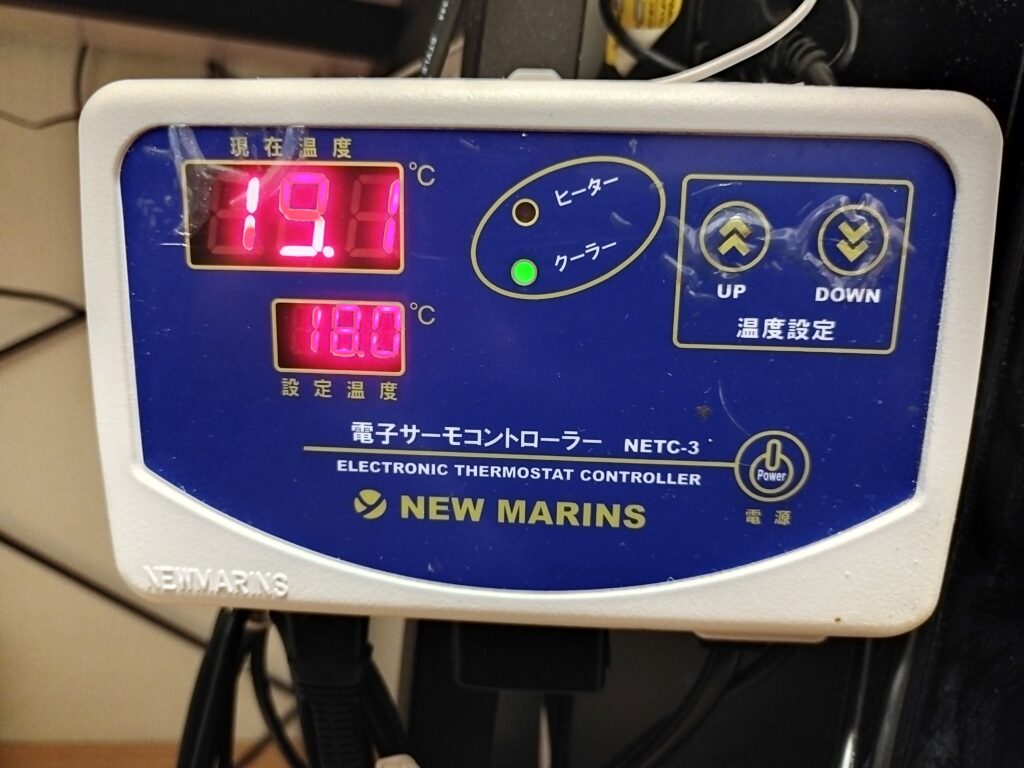 現在温度
19.1
℃
ヒーター
クーラー
18.0
℃
設定温度
UP
DOWN
温度設定
電子サーモコントローラー NETC-3
ELECTRONIC THERMOSTAT CONTROLLER
NEW MARINS
Power
電源
NEWMARINS